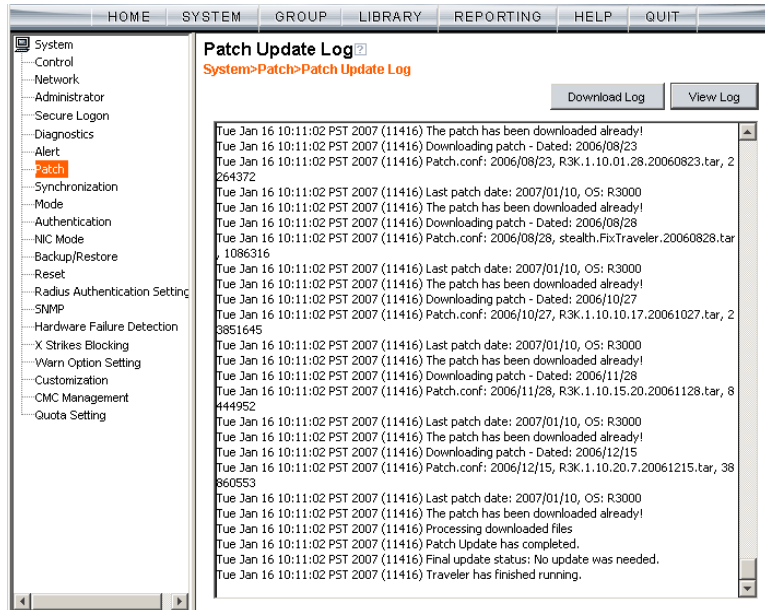 HOME SYSTEM GROUP LIBRARY REPORTING HELP QUIT
System
Control
Network
Administrator
Secure Logon
Diagnostics
Alert
Patch
Synchronization
Mode
Authentication
NIC Mode
Backup/Restore
Reset
Radius Authentication Setting
SNMP
Hardware Failure Detection
X Strikes Blocking
Warn Option Setting
Customization
CMC Management
Quota Setting
Patch Update Log
System>Patch>Patch Update Log
Download Log View Log
Tue Jan 16 10:11:02 PST 2007 (11416) The patch has been downloaded already!
Tue Jan 16 10:11:02 PST 2007 (11416) Downloading patch - Dated: 2006/08/23
Tue Jan 16 10:11:02 PST 2007 (11416) Patch.conf: 2006/08/23, R3K.1.10.01.28.20060823.tar, 2
264372
Tue Jan 16 10:11:02 PST 2007 (11416) Last patch date: 2007/01/10, OS: R3000
Tue Jan 16 10:11:02 PST 2007 (11416) The patch has been downloaded already!
Tue Jan 16 10:11:02 PST 2007 (11416) Downloading patch - Dated: 2006/08/28
Tue Jan 16 10:11:02 PST 2007 (11416) Patch.conf: 2006/08/28, stealth.FixTraveler.20060828.tar
, 1086316
Tue Jan 16 10:11:02 PST 2007 (11416) Last patch date: 2007/01/10, OS: R3000
Tue Jan 16 10:11:02 PST 2007 (11416) The patch has been downloaded already!
Tue Jan 16 10:11:02 PST 2007 (11416) Downloading patch - Dated: 2006/10/27
Tue Jan 16 10:11:02 PST 2007 (11416) Patch.conf: 2006/10/27, R3K.1.10.10.17.20061027.tar, 2
3851645
Tue Jan 16 10:11:02 PST 2007 (11416) Last patch date: 2007/01/10, OS: R3000
Tue Jan 16 10:11:02 PST 2007 (11416) The patch has been downloaded already!
Tue Jan 16 10:11:02 PST 2007 (11416) Downloading patch - Dated: 2006/11/28
Tue Jan 16 10:11:02 PST 2007 (11416) Patch.conf: 2006/11/28, R3K.1.10.15.20.20061128.tar, 8
444952
Tue Jan 16 10:11:02 PST 2007 (11416) Last patch date: 2007/01/10, OS: R3000
Tue Jan 16 10:11:02 PST 2007 (11416) The patch has been downloaded already!
Tue Jan 16 10:11:02 PST 2007 (11416) Downloading patch - Dated: 2006/12/15
Tue Jan 16 10:11:02 PST 2007 (11416) Patch.conf: 2006/12/15, R3K.1.10.20.7.20061215.tar, 38
860553
Tue Jan 16 10:11:02 PST 2007 (11416) Last patch date: 2007/01/10, OS: R3000
Tue Jan 16 10:11:02 PST 2007 (11416) The patch has been downloaded already!
Tue Jan 16 10:11:02 PST 2007 (11416) Processing downloaded files
Tue Jan 16 10:11:02 PST 2007 (11416) Patch Update has completed.
Tue Jan 16 10:11:02 PST 2007 (11416) Final update status: No update was needed.
Tue Jan 16 10:11:02 PST 2007 (11416) Traveler has finished running.